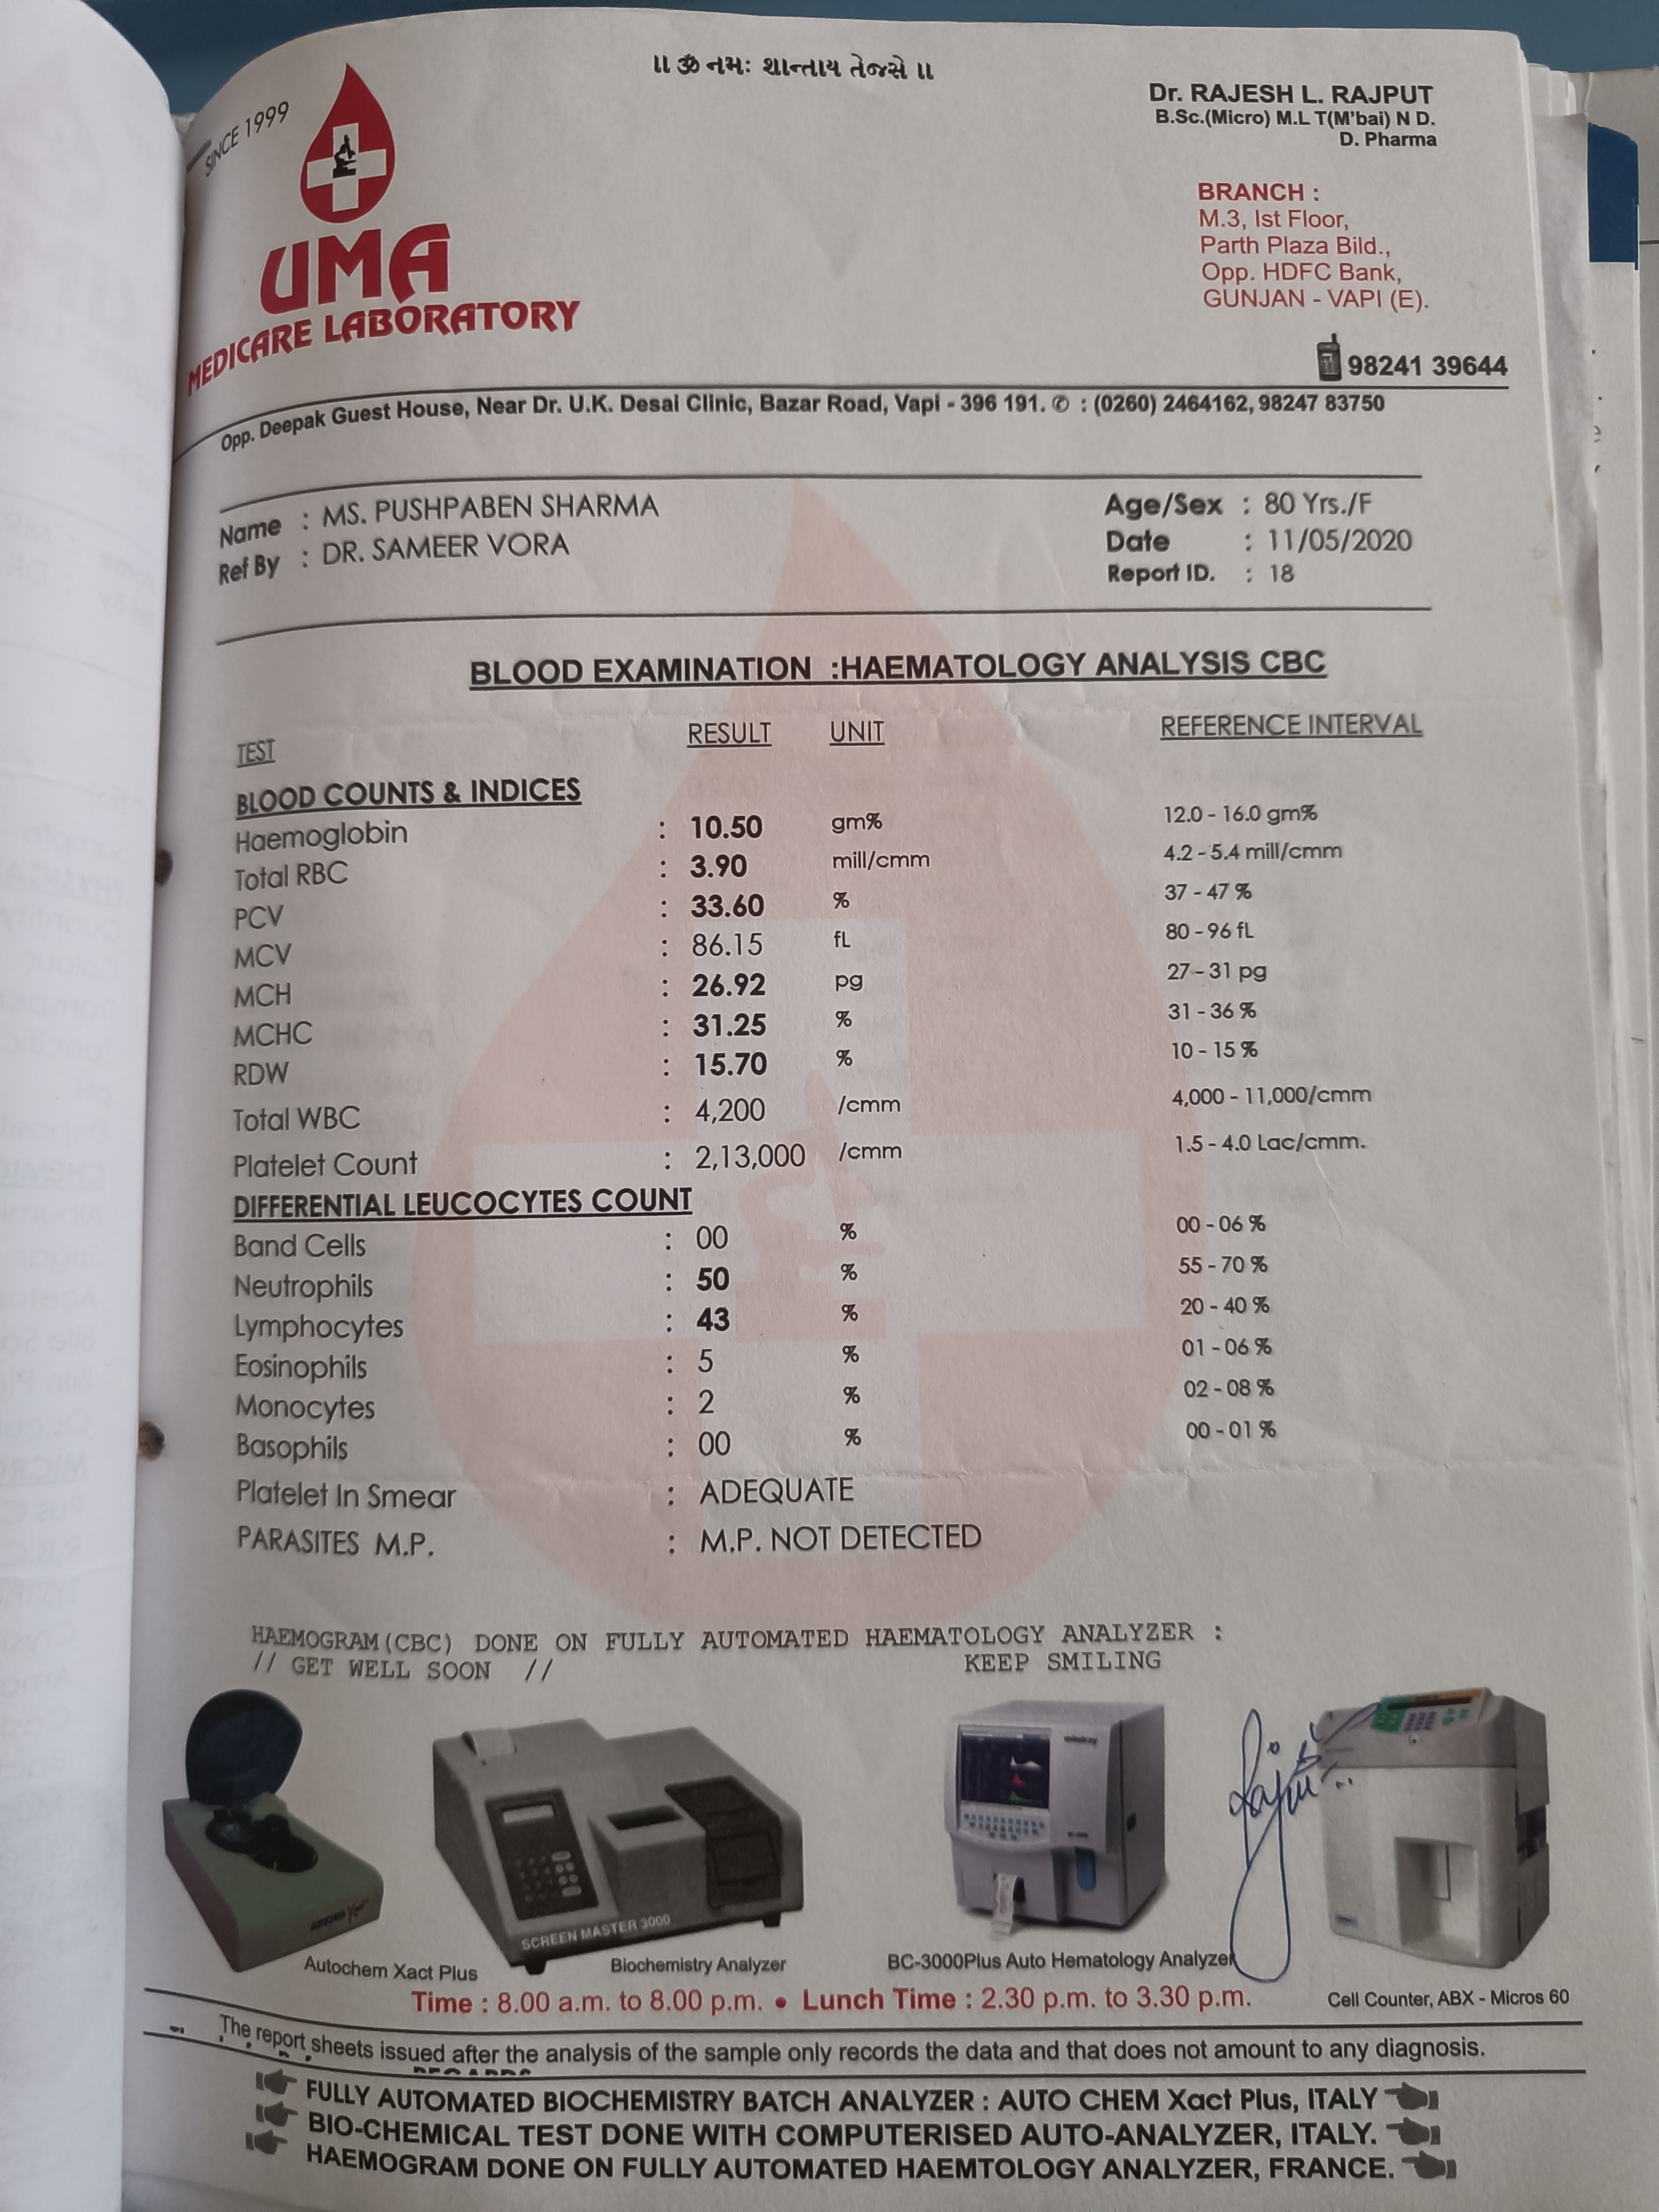 ॥ ૐ નમઃ શાન્તાય તેજસે ॥
SINCE 1999
UMA
MEDICARE LABORATORY
Dr. RAJESH L. RAJPUT
B.Sc.(Micro) M.L T(M'bai) N D.
D. Pharma
BRANCH :
M.3, Ist Floor,
Parth Plaza Bild.,
Opp. HDFC Bank,
GUNJAN - VAPI (E).
98241 39644
Opp. Deepak Guest House, Near Dr. U.K. Desai Clinic, Bazar Road, Vapi - 396 191. ✆ : (0260) 2464162, 98247 83750
Name : MS. PUSHPABEN SHARMA Age/Sex : 80 Yrs./F
Ref By : DR. SAMEER VORA Date : 11/05/2020
Report ID. : 18
BLOOD EXAMINATION :HAEMATOLOGY ANALYSIS CBC
TEST RESULT UNIT REFERENCE INTERVAL
BLOOD COUNTS & INDICES
Haemoglobin : 10.50 gm% 12.0 - 16.0 gm%
Total RBC : 3.90 mill/cmm 4.2 - 5.4 mill/cmm
PCV : 33.60 % 37 - 47 %
MCV : 86.15 fL 80 - 96 fL
MCH : 26.92 pg 27 - 31 pg
MCHC : 31.25 % 31 - 36 %
RDW : 15.70 % 10 - 15 %
Total WBC : 4,200 /cmm 4,000 - 11,000/cmm
Platelet Count : 2,13,000 /cmm 1.5 - 4.0 Lac/cmm.
DIFFERENTIAL LEUCOCYTES COUNT
Band Cells : 00 % 00 - 06 %
Neutrophils : 50 % 55 - 70 %
Lymphocytes : 43 % 20 - 40 %
Eosinophils : 5 % 01 - 06 %
Monocytes : 2 % 02 - 08 %
Basophils : 00 % 00 - 01 %
Platelet In Smear : ADEQUATE
PARASITES M.P. : M.P. NOT DETECTED
HAEMOGRAM(CBC) DONE ON FULLY AUTOMATED HAEMATOLOGY ANALYZER :
// GET WELL SOON // KEEP SMILING
SCREEN MASTER 3000
Autochem Xact Plus Biochemistry Analyzer BC-3000Plus Auto Hematology Analyzer Cell Counter, ABX - Micros 60
Time : 8.00 a.m. to 8.00 p.m. • Lunch Time : 2.30 p.m. to 3.30 p.m.
The report sheets issued after the analysis of the sample only records the data and that does not amount to any diagnosis.
FULLY AUTOMATED BIOCHEMISTRY BATCH ANALYZER : AUTO CHEM Xact Plus, ITALY
BIO-CHEMICAL TEST DONE WITH COMPUTERISED AUTO-ANALYZER, ITALY.
HAEMOGRAM DONE ON FULLY AUTOMATED HAEMTOLOGY ANALYZER, FRANCE.